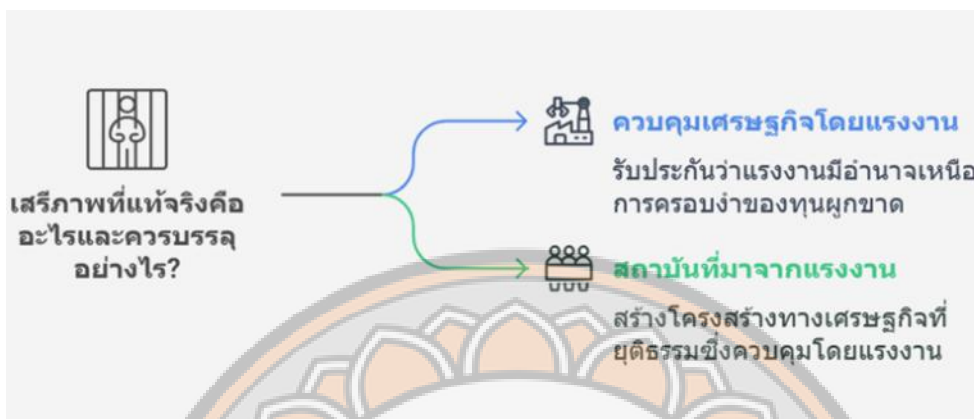 เสรีภาพที่แท้จริงคือ
อะไรและควรบรรลุ
อย่างไร?
ควบคุมเศรษฐกิจโดยแรงงาน
รับประกันว่าแรงงานมีอำนาจเหนือ
การครอบงำของทุนผูกขาด
สถาบันที่มาจากแรงงาน
สร้างโครงสร้างทางเศรษฐกิจที่
ยุติธรรมซึ่งควบคุมโดยแรงงาน